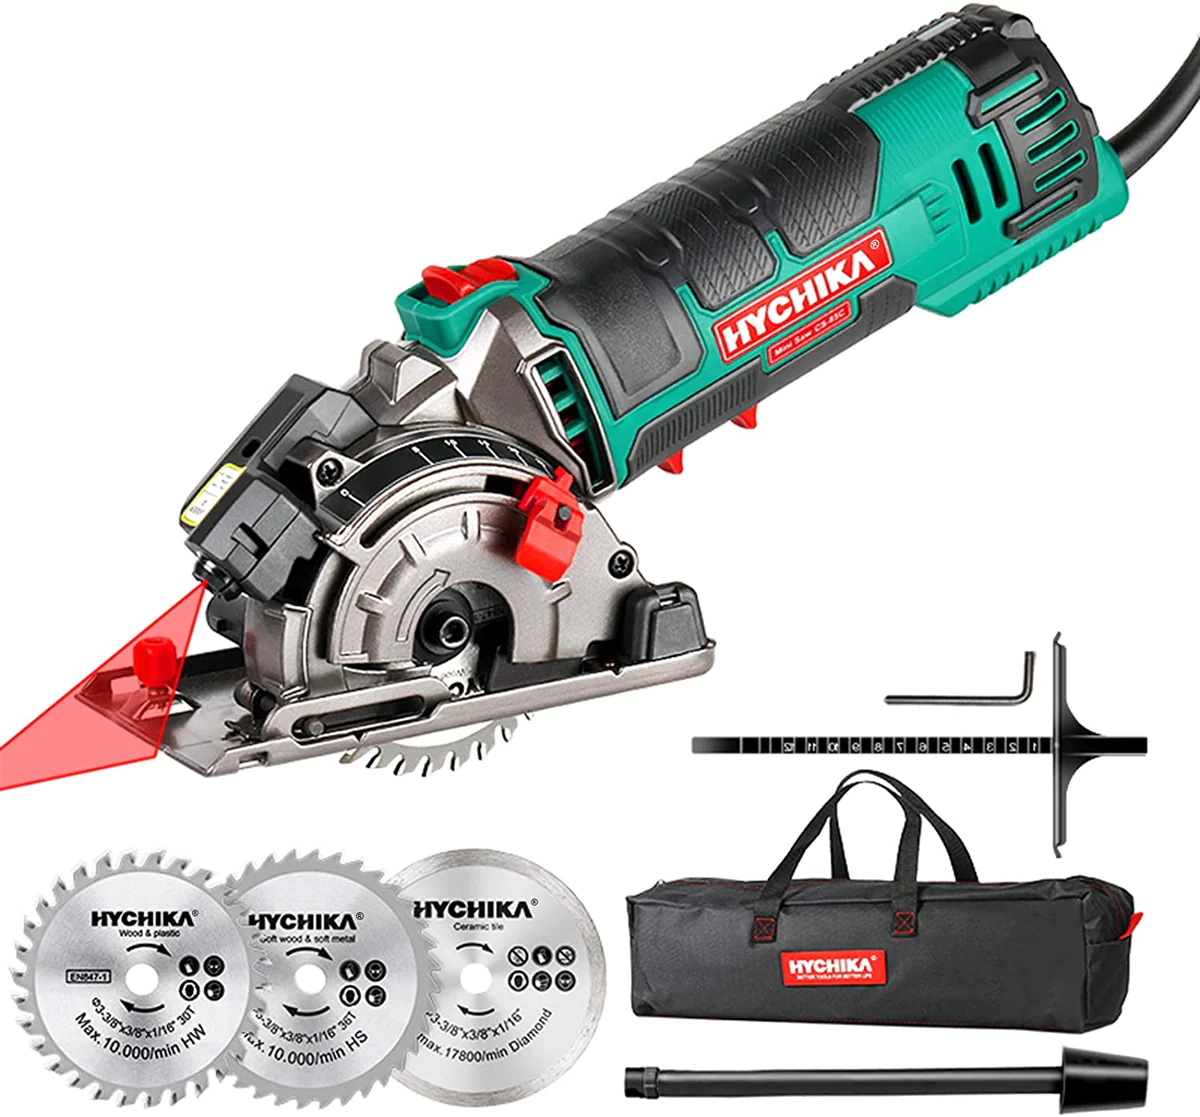 HYCHIKA®
Mini Saw CS-85C
0
12 11 10 9 8 7 6 5 4 3 2 1
HYCHIKA®
Wood & plastic
EN847-1
Φ3-3/8"x3/8"x1/16" 30T
Max.10.000/min HW
HYCHIKA®
Soft wood & soft metal
3-3/8"x3/8"x1/16" 36T
Max.10.000/min HS
HYCHIKA®
Ceramic tile
3-3/8"x3/8"x1/16"
max.17800/min Diamond
HYCHIKA®
BETTER TOOLS FOR BETTER LIFE